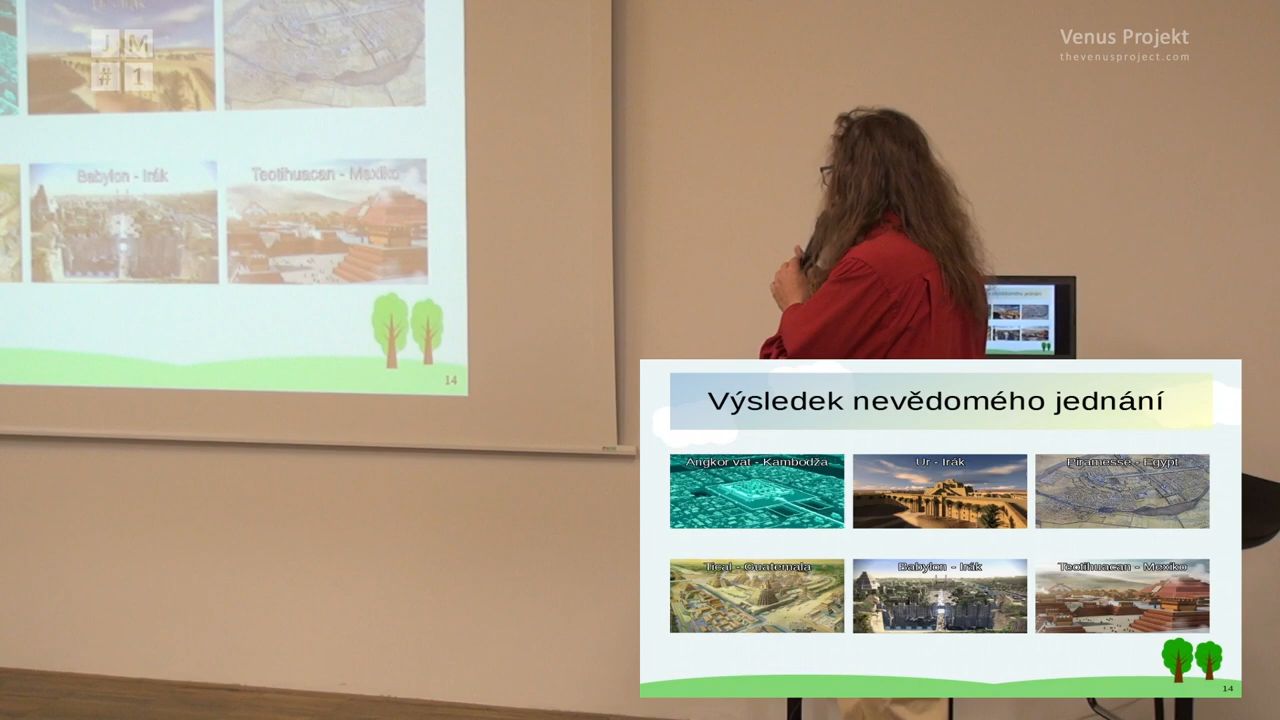 J M
# 1
Venus Projekt
thevenusproject.com
Babylon - Irák
Teotihuacan - Mexiko
14
Výsledek nevědomého jednání
Angkor vat - Kambodža
Ur - Irák
Piramesse - Egypt
Tical - Guatemala
Babylon - Irák
Teotihuacan - Mexiko
14